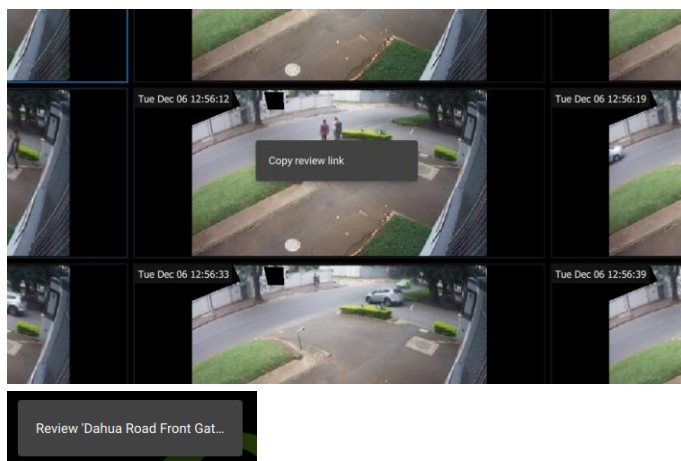 Tue Dec 06 12:56:12
Tue Dec 06 12:56:19
Copy review link
Tue Dec 06 12:56:33
Tue Dec 06 12:56:39
Review 'Dahua Road Front Gat...